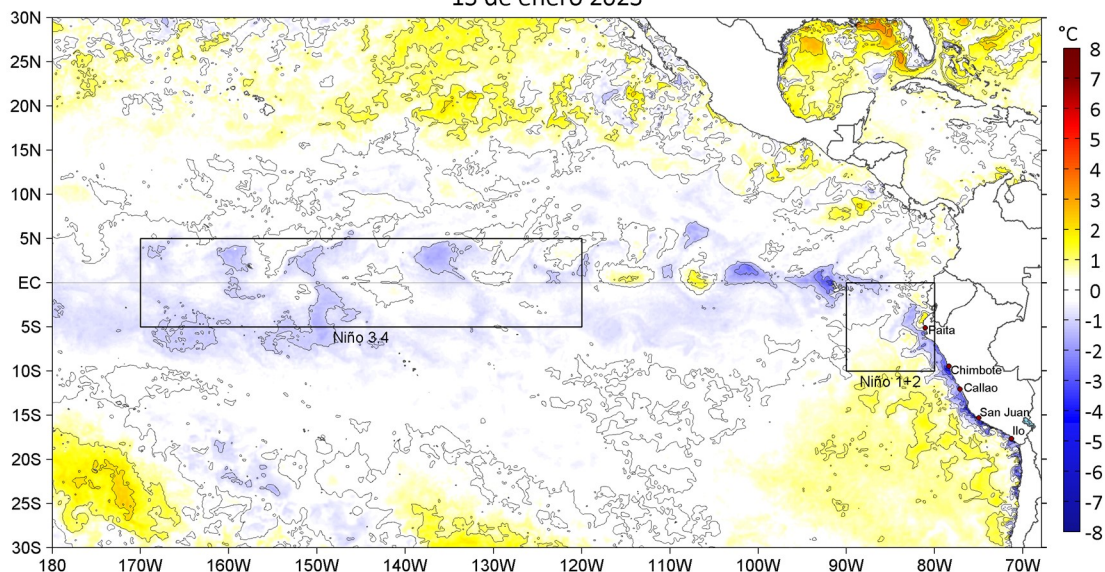 15 de enero 2023
30N
25N
20N
15N
10N
5N
EC
5S
10S
15S
20S
25S
30S
180 170W 160W 150W 140W 130W 120W 110W 100W 90W 80W 70W
Niño 3.4
Niño 1+2
Paita
Chimbote
Callao
San Juan
Ilo
°C
8
7
6
5
4
3
2
1
0
-1
-2
-3
-4
-5
-6
-7
-8